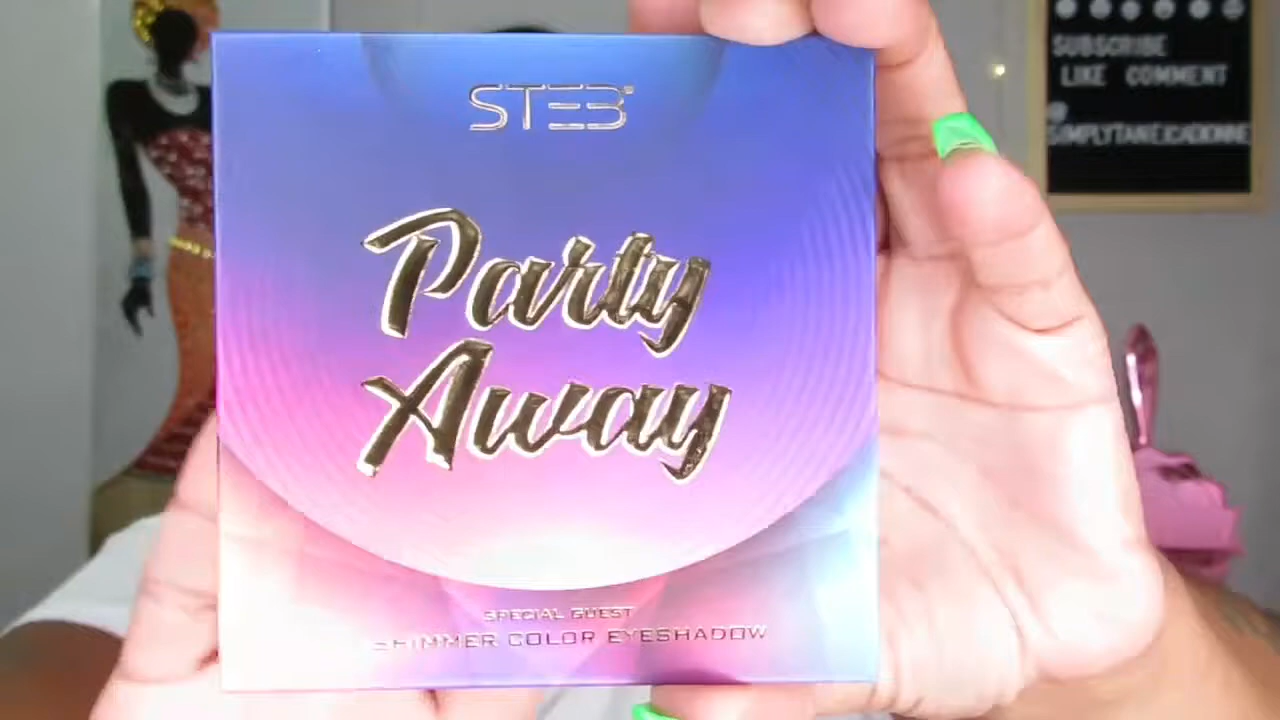 STEB
Party
Away
SPECIAL GUEST
SHIMMER COLOR EYESHADOW
SUBSCRIBE
LIKE COMMENT
@